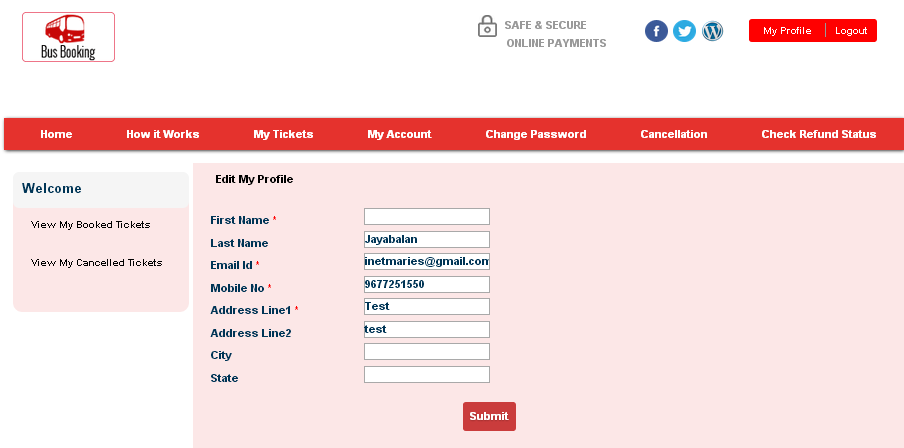 Bus Booking
SAFE & SECURE
ONLINE PAYMENTS
My Profile Logout
Home How it Works My Tickets My Account Change Password Cancellation Check Refund Status
Welcome
View My Booked Tickets
View My Cancelled Tickets
Edit My Profile
First Name *
Last Name Jayabalan
Email Id * inetmaries@gmail.com
Mobile No * 9677251550
Address Line1 * Test
Address Line2 test
City
State
Submit